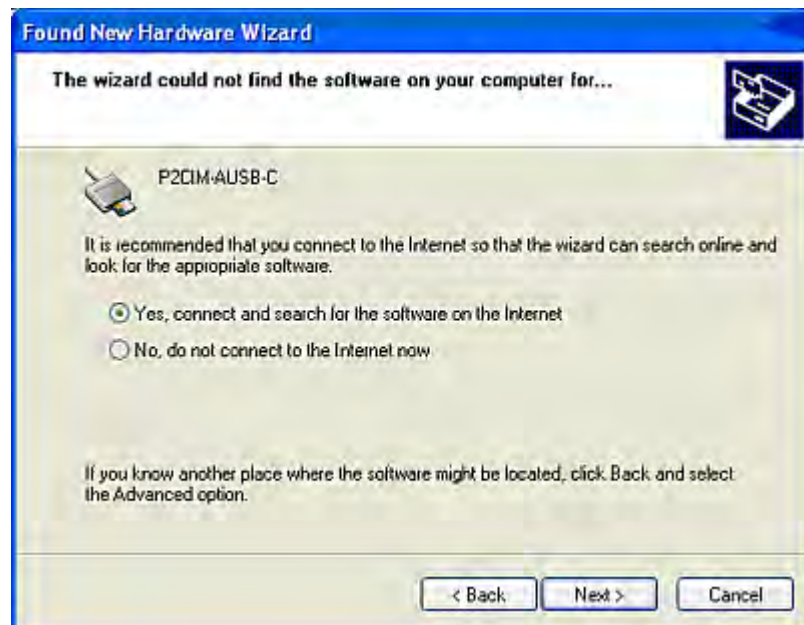 Found New Hardware Wizard
The wizard could not find the software on your computer for...
P2CIM-AUSB-C
It is recommended that you connect to the Internet so that the wizard can search online and
look for the appropriate software.
Yes, connect and search for the software on the Internet
No, do not connect to the Internet now
If you know another place where the software might be located, click Back and select
the Advanced option.
< Back
Next >
Cancel